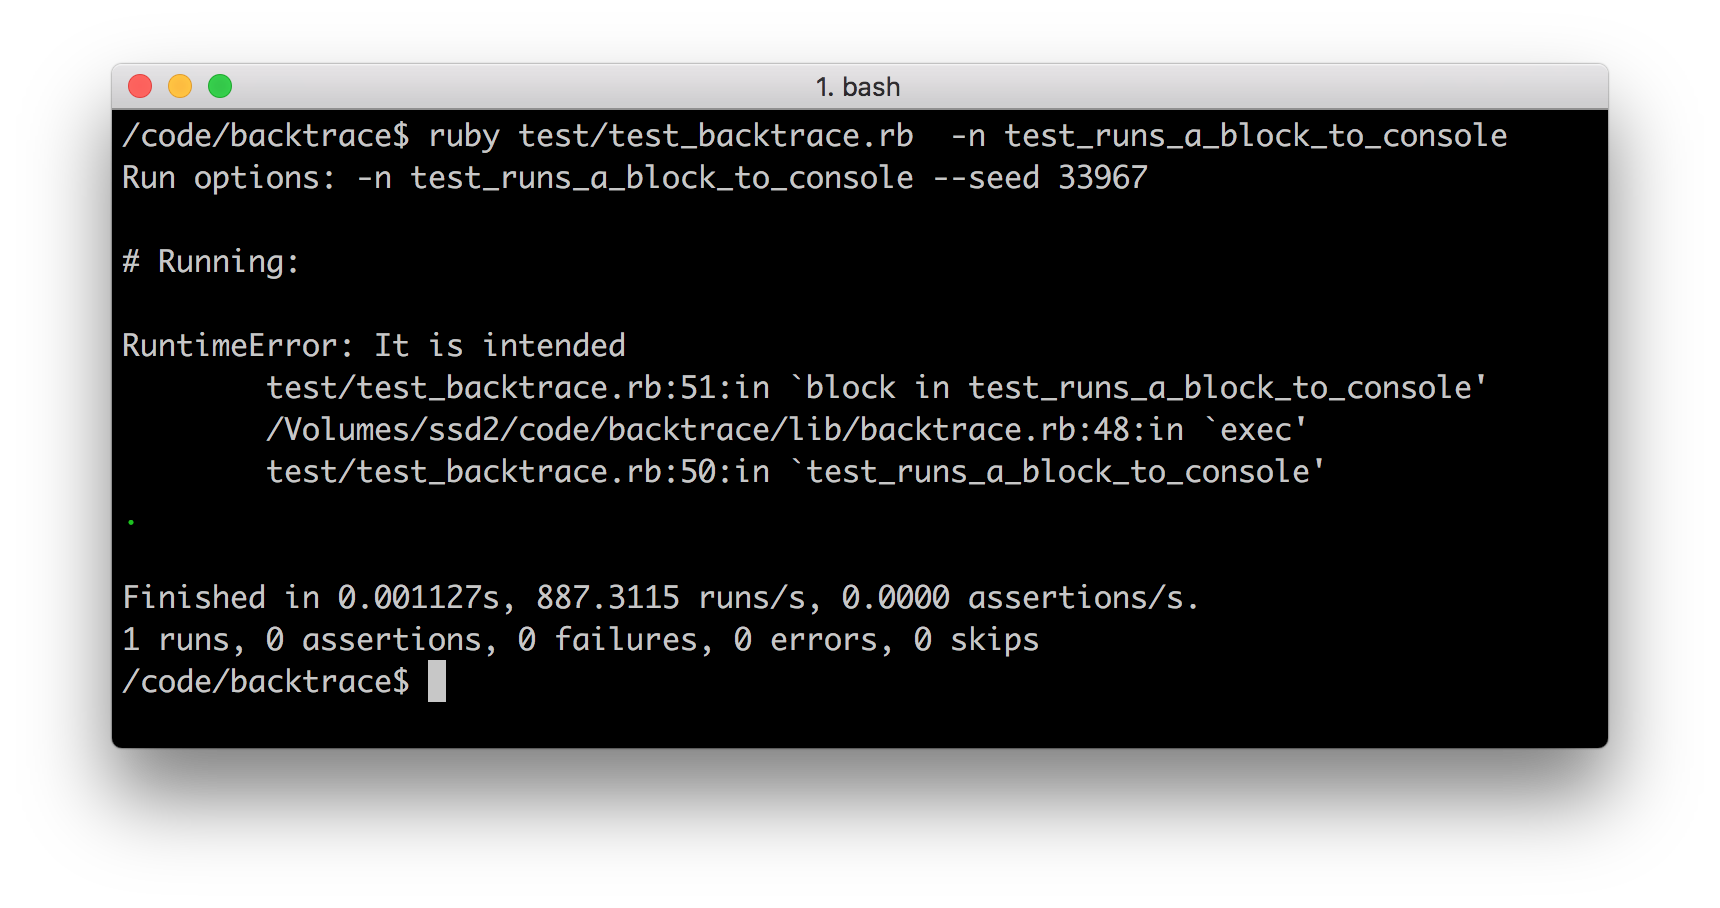 1. bash
/code/backtrace$ ruby test/test_backtrace.rb  -n test_runs_a_block_to_console
Run options: -n test_runs_a_block_to_console --seed 33967
# Running:
RuntimeError: It is intended
        test/test_backtrace.rb:51:in `block in test_runs_a_block_to_console'
        /Volumes/ssd2/code/backtrace/lib/backtrace.rb:48:in `exec'
        test/test_backtrace.rb:50:in `test_runs_a_block_to_console'
.
Finished in 0.001127s, 887.3115 runs/s, 0.0000 assertions/s.
1 runs, 0 assertions, 0 failures, 0 errors, 0 skips
/code/backtrace$